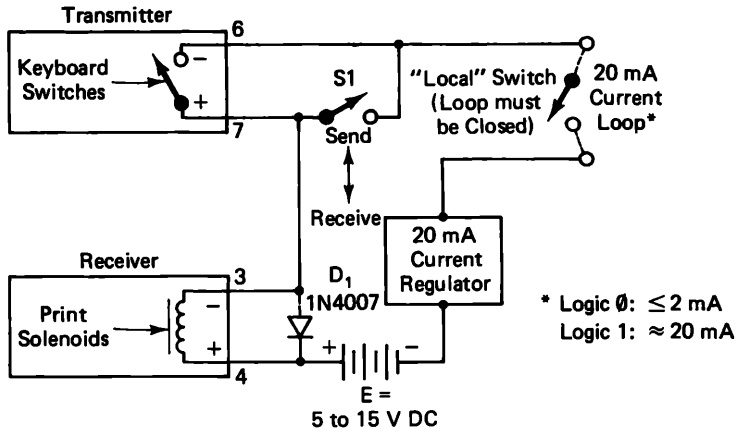 Transmitter
6
Keyboard
Switches
-
+
7
S1
Send
Receive
"Local" Switch
(Loop must
be Closed)
20 mA
Current
Loop*
20 mA
Current
Regulator
Receiver
3
Print
Solenoids
-
+
4
D1
1N4007
+
-
E =
5 to 15 V DC
* Logic Ø: ≤2 mA
Logic 1: ≈ 20 mA